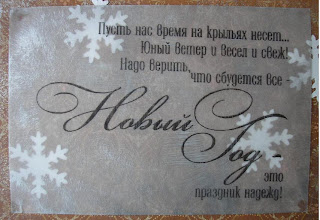 Пусть нас время на крыльях несет...
Юный ветер и весел и свеж!
Надо верить, что сбудется все -
Новый Год -
это
праздник надежд!